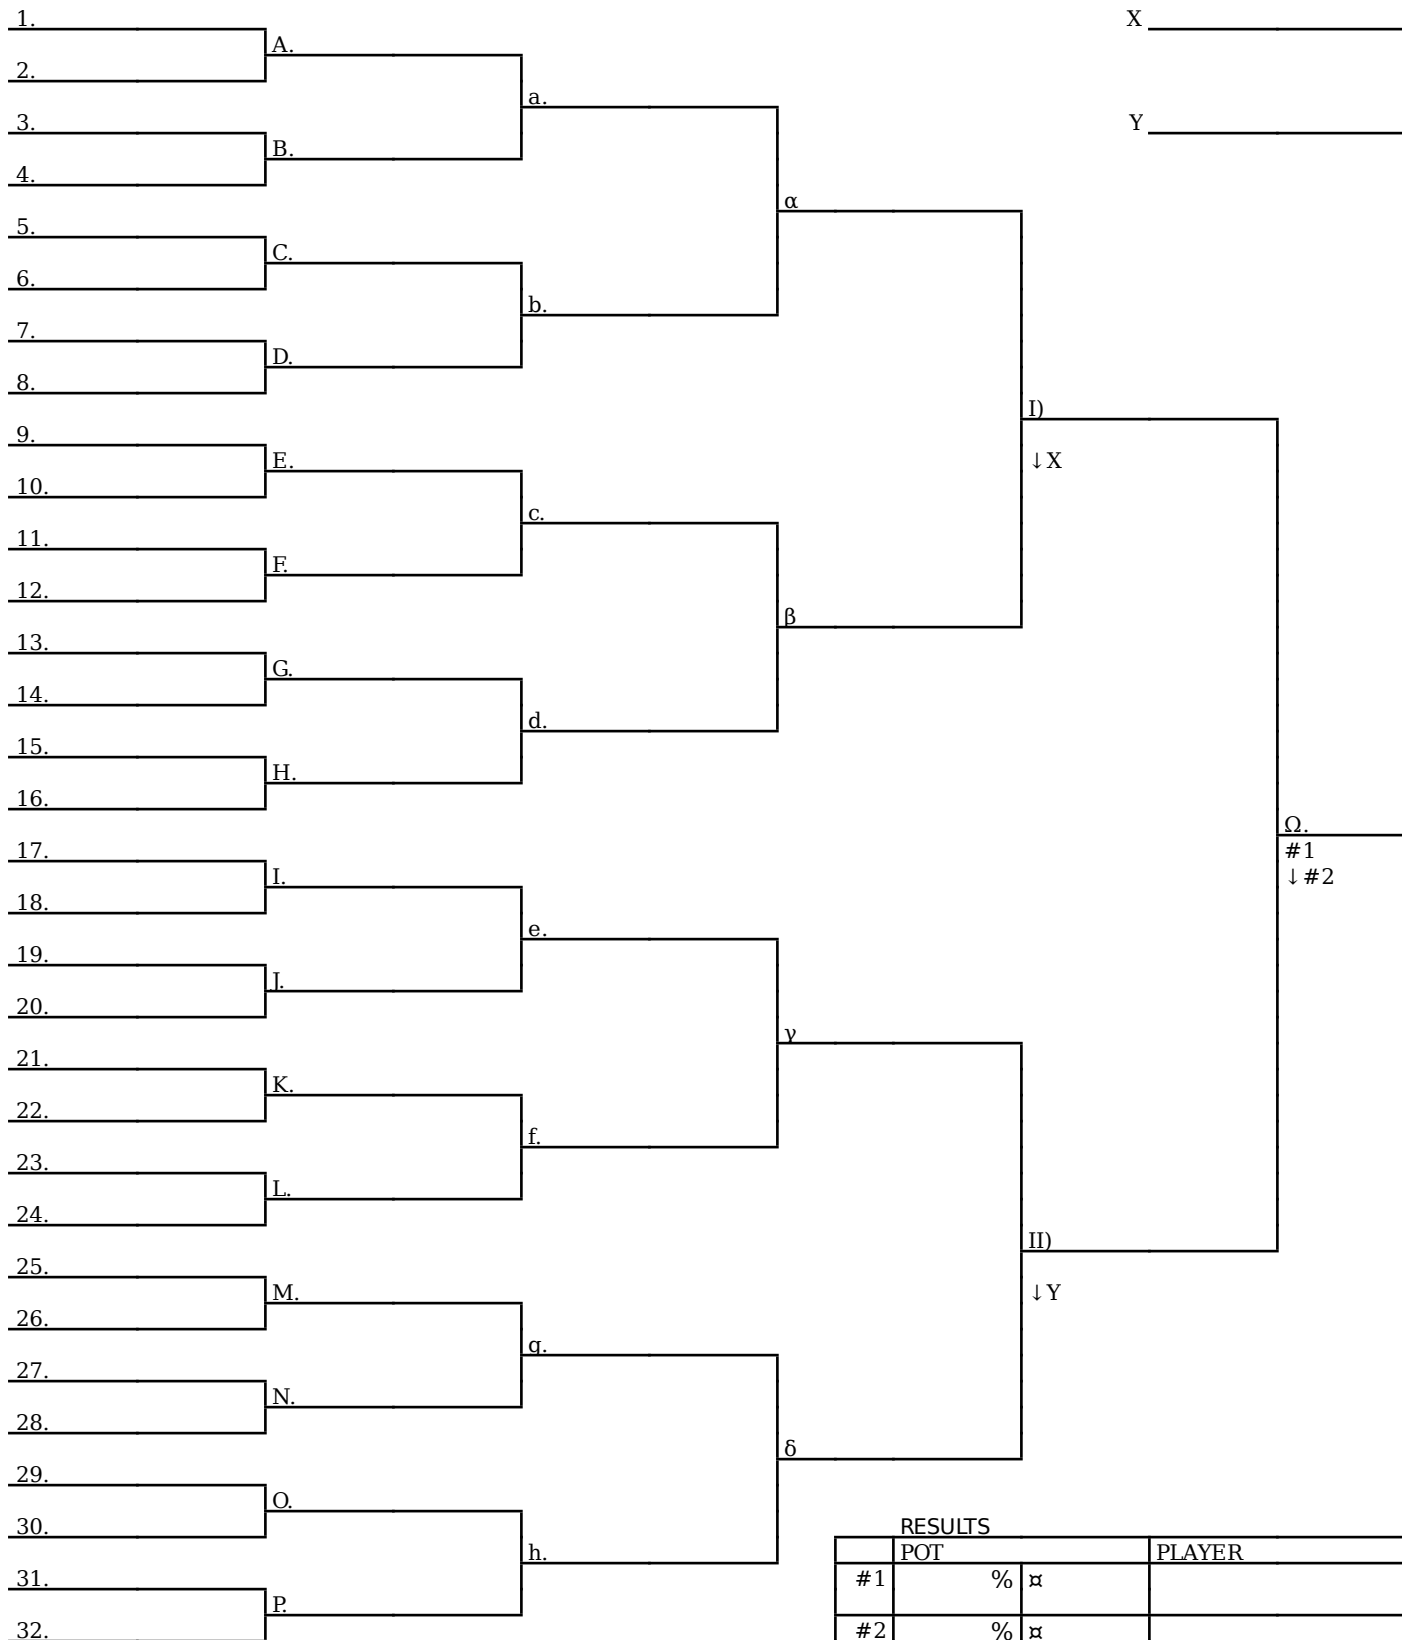 1.
2.
3.
4.
5.
6.
7.
8.
9.
10.
11.
12.
13.
14.
15.
16.
17.
18.
19.
20.
21.
22.
23.
24.
25.
26.
27.
28.
29.
30.
31.
32.
A.
B.
C.
D.
E.
F.
G.
H.
I.
J.
K.
L.
M.
N.
O.
P.
a.
b.
c.
d.
e.
f.
g.
h.
α
β
γ
δ
I)
↓X
II)
↓Y
X
Y
Ω.
#1
↓#2
RESULTS
POT PLAYER
#1 % ¤
#2 % ¤